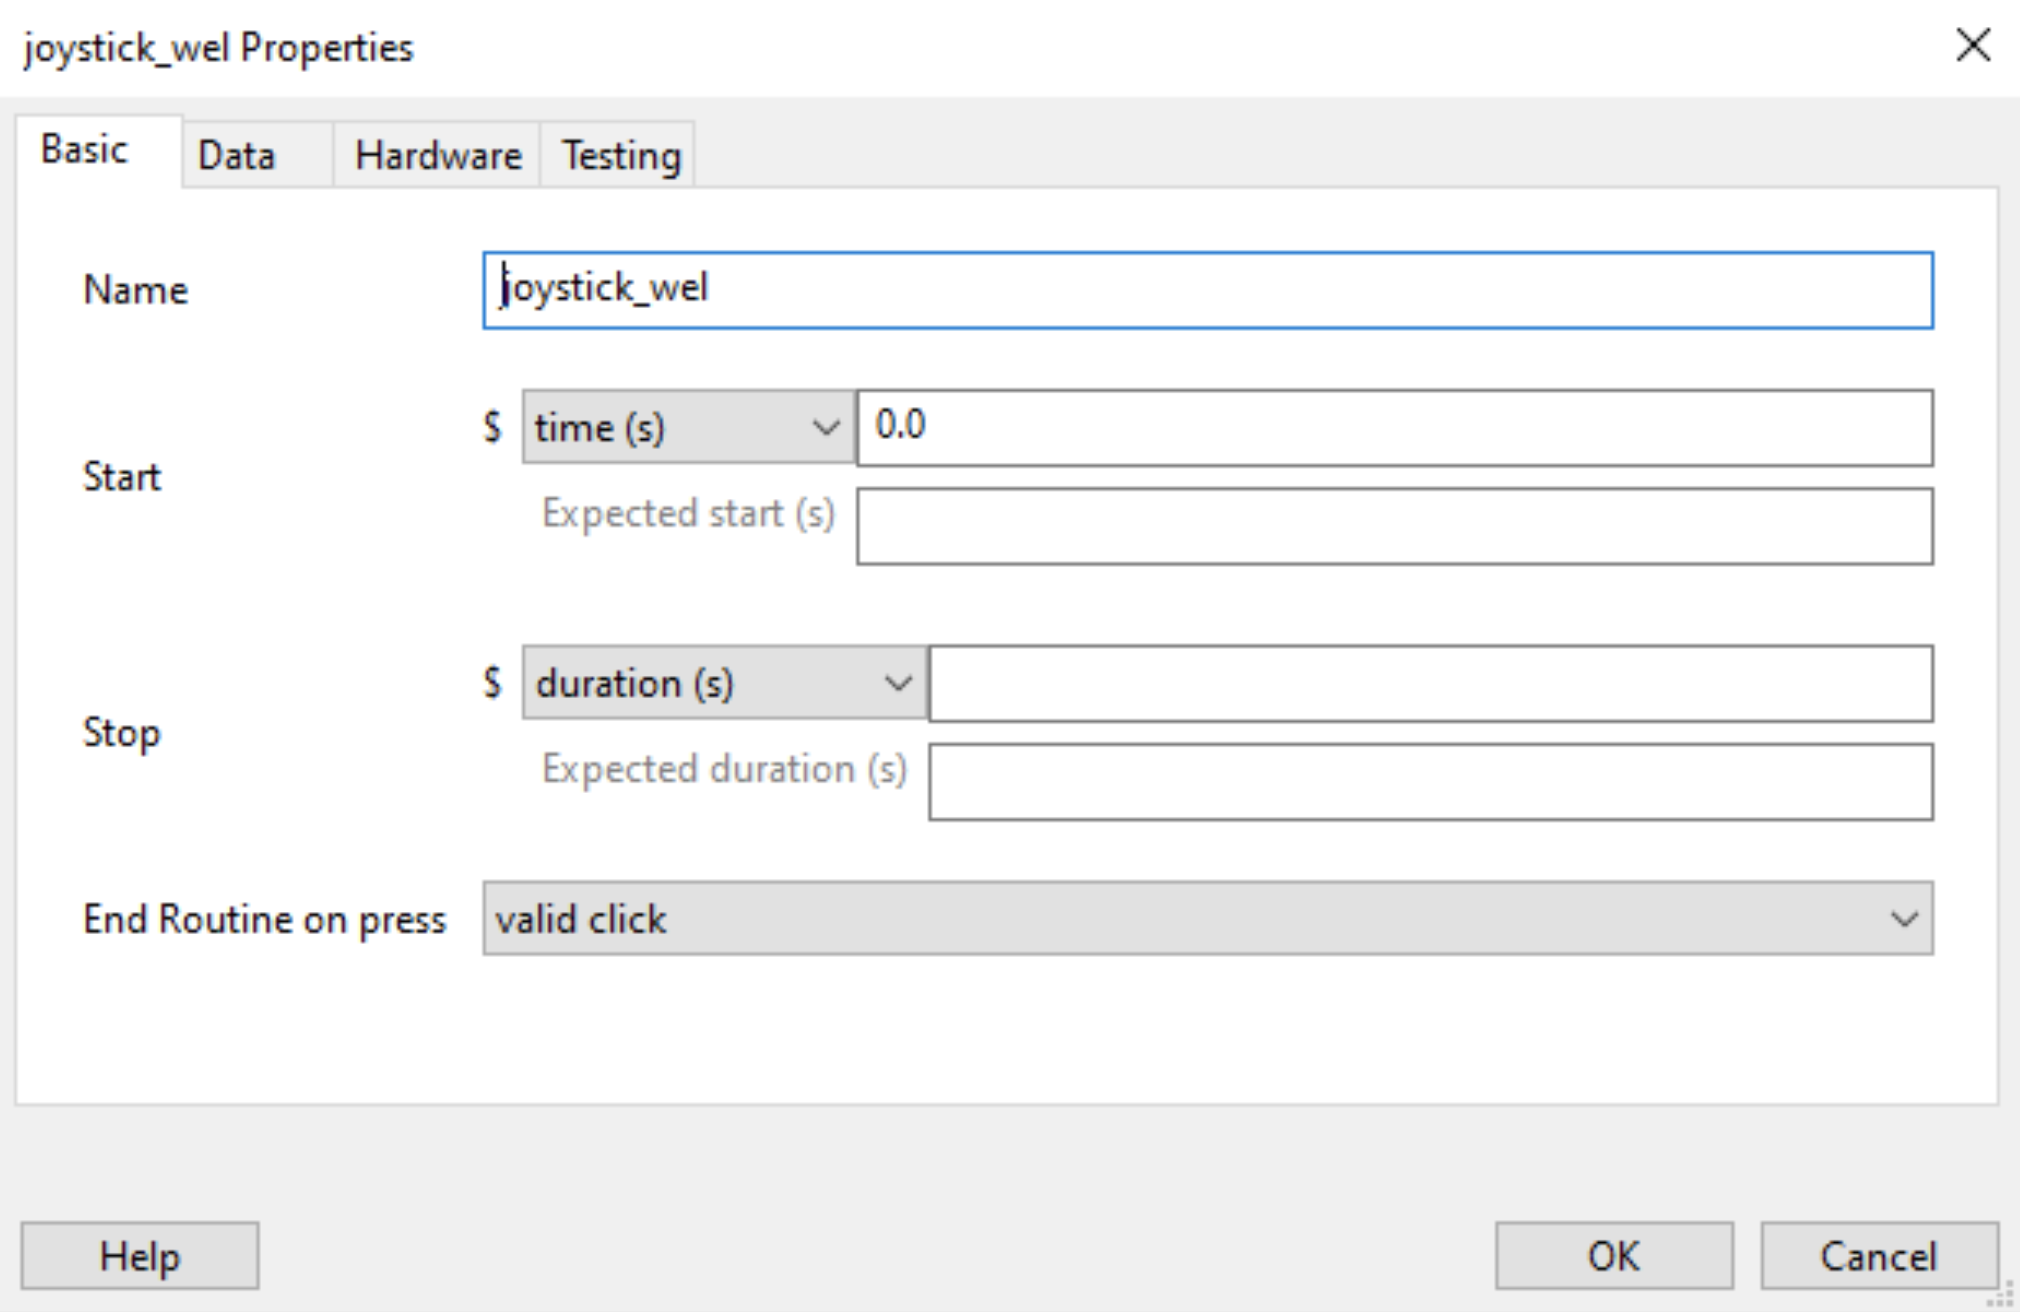 joystick_wel Properties
Basic Data Hardware Testing
Name joystick_wel
$ time (s) 0.0
Start
Expected start (s)
$ duration (s)
Stop
Expected duration (s)
End Routine on press valid click
Help OK Cancel